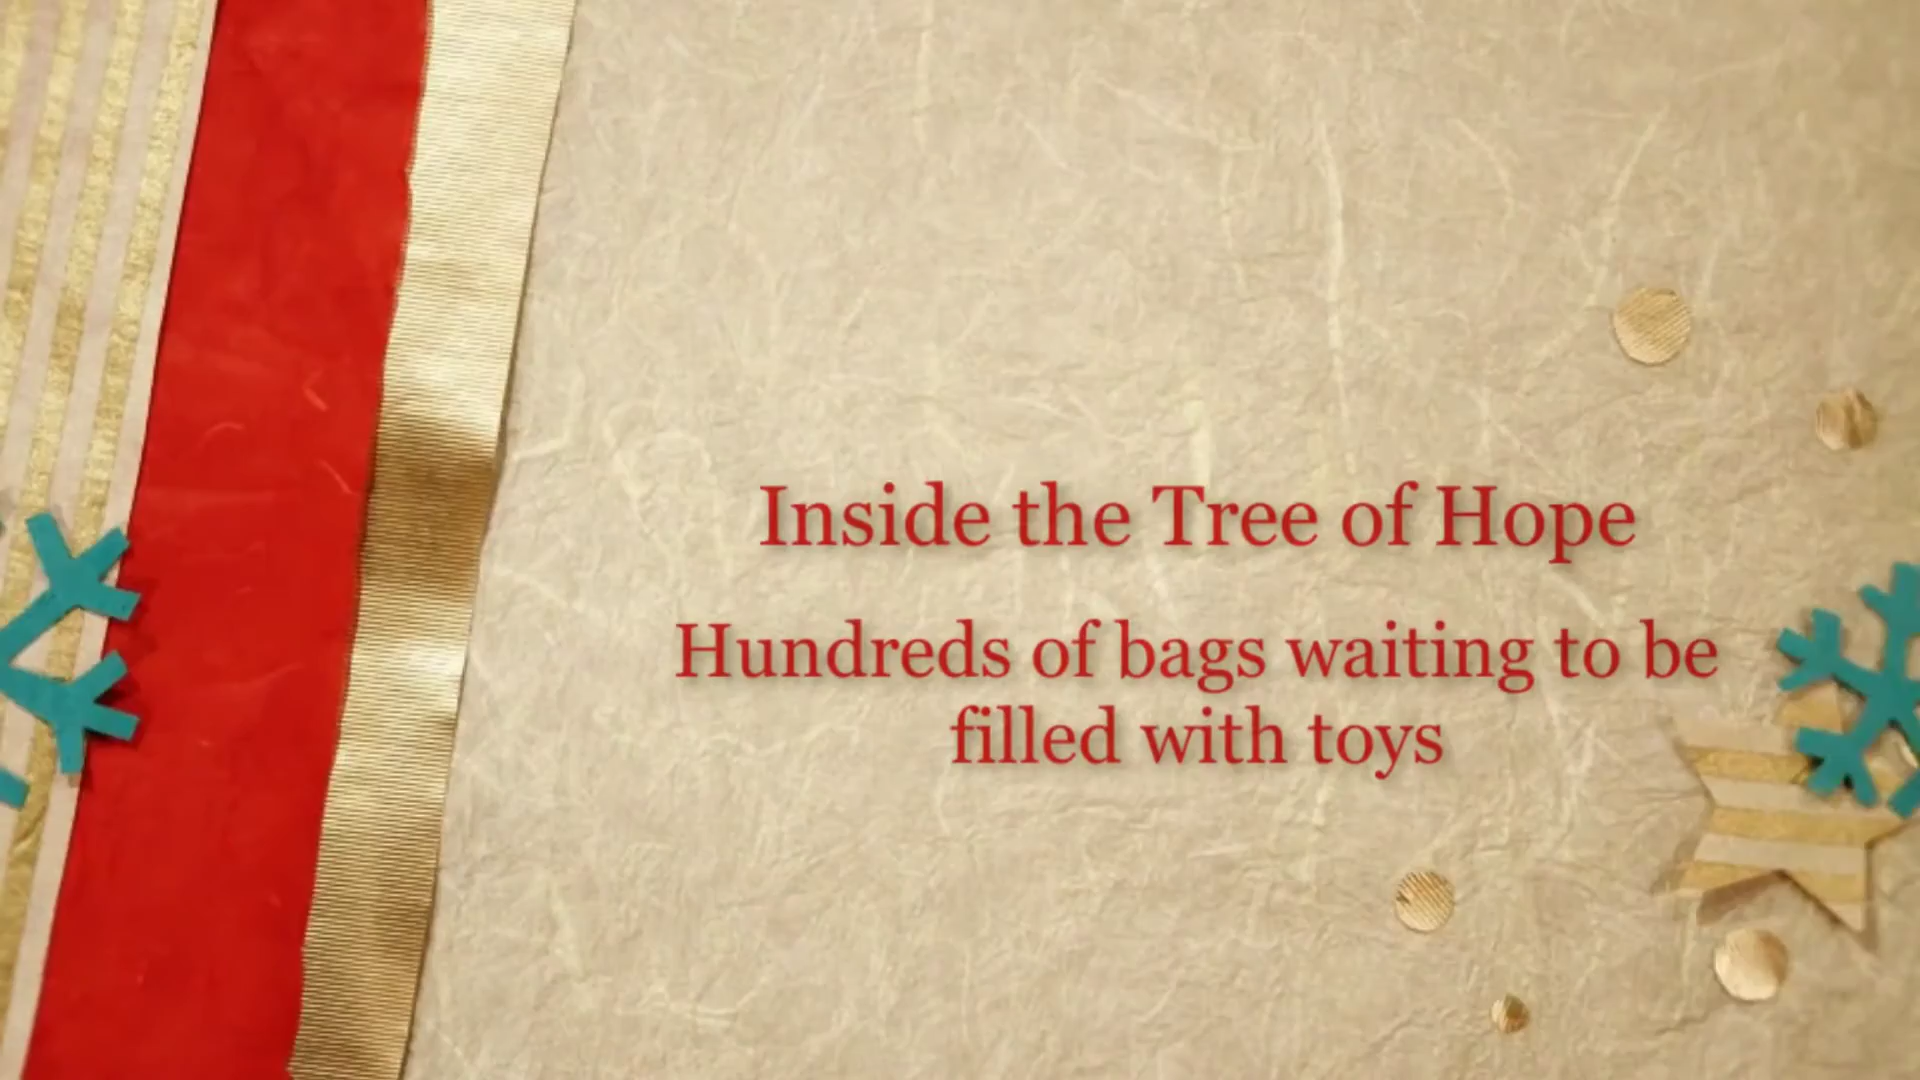 Inside the Tree of Hope
Hundreds of bags waiting to be
filled with toys